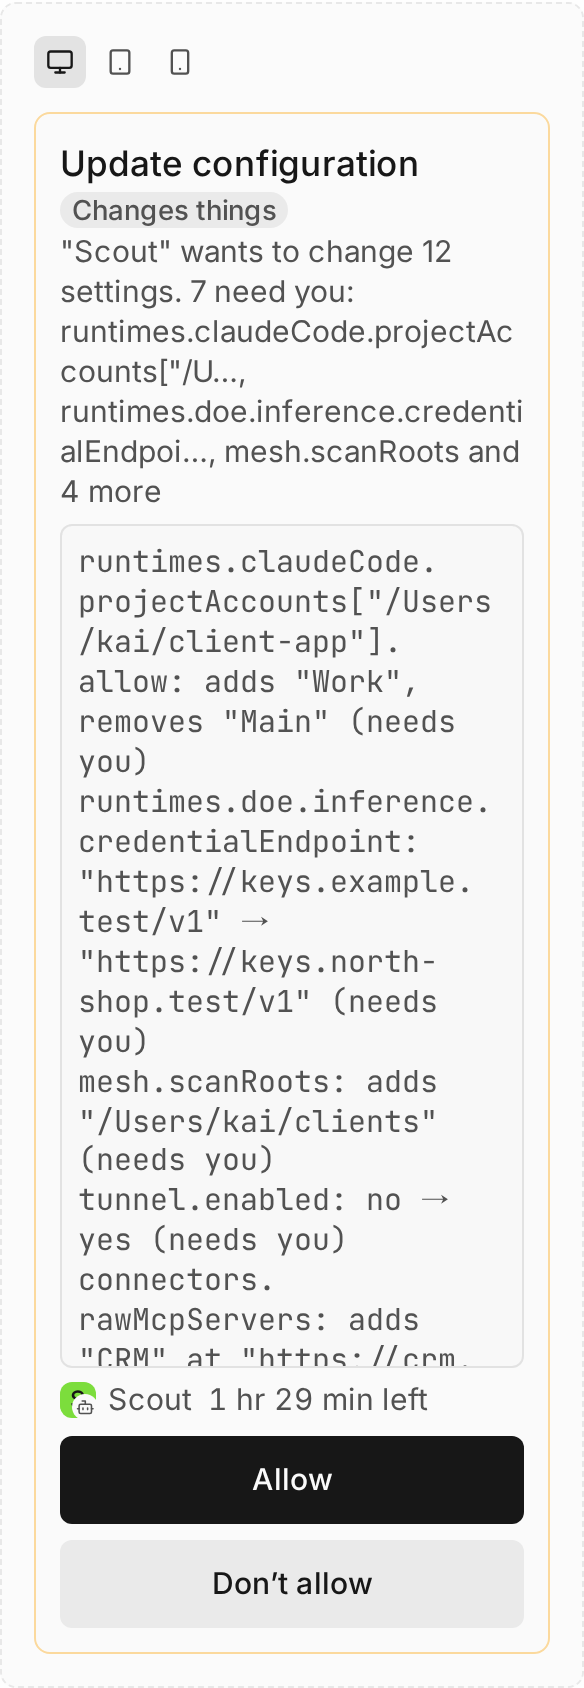 Update configuration
Changes things
"Scout" wants to change 12
settings. 7 need you:
runtimes.claudeCode.projectAc
counts["/U...,
runtimes.doe.inference.credenti
alEndpoi..., mesh.scanRoots and
4 more
runtimes.claudeCode.
projectAccounts["/Users
/kai/client-app"].
allow: adds "Work",
removes "Main" (needs
you)
runtimes.doe.inference.
credentialEndpoint:
"https://keys.example.
test/v1" →
"https://keys.north-
shop.test/v1" (needs
you)
mesh.scanRoots: adds
"/Users/kai/clients"
(needs you)
tunnel.enabled: no →
yes (needs you)
connectors.
rawMcpServers: adds
"CRM" at "https://crm.
Scout 1 hr 29 min left
Allow
Don’t allow